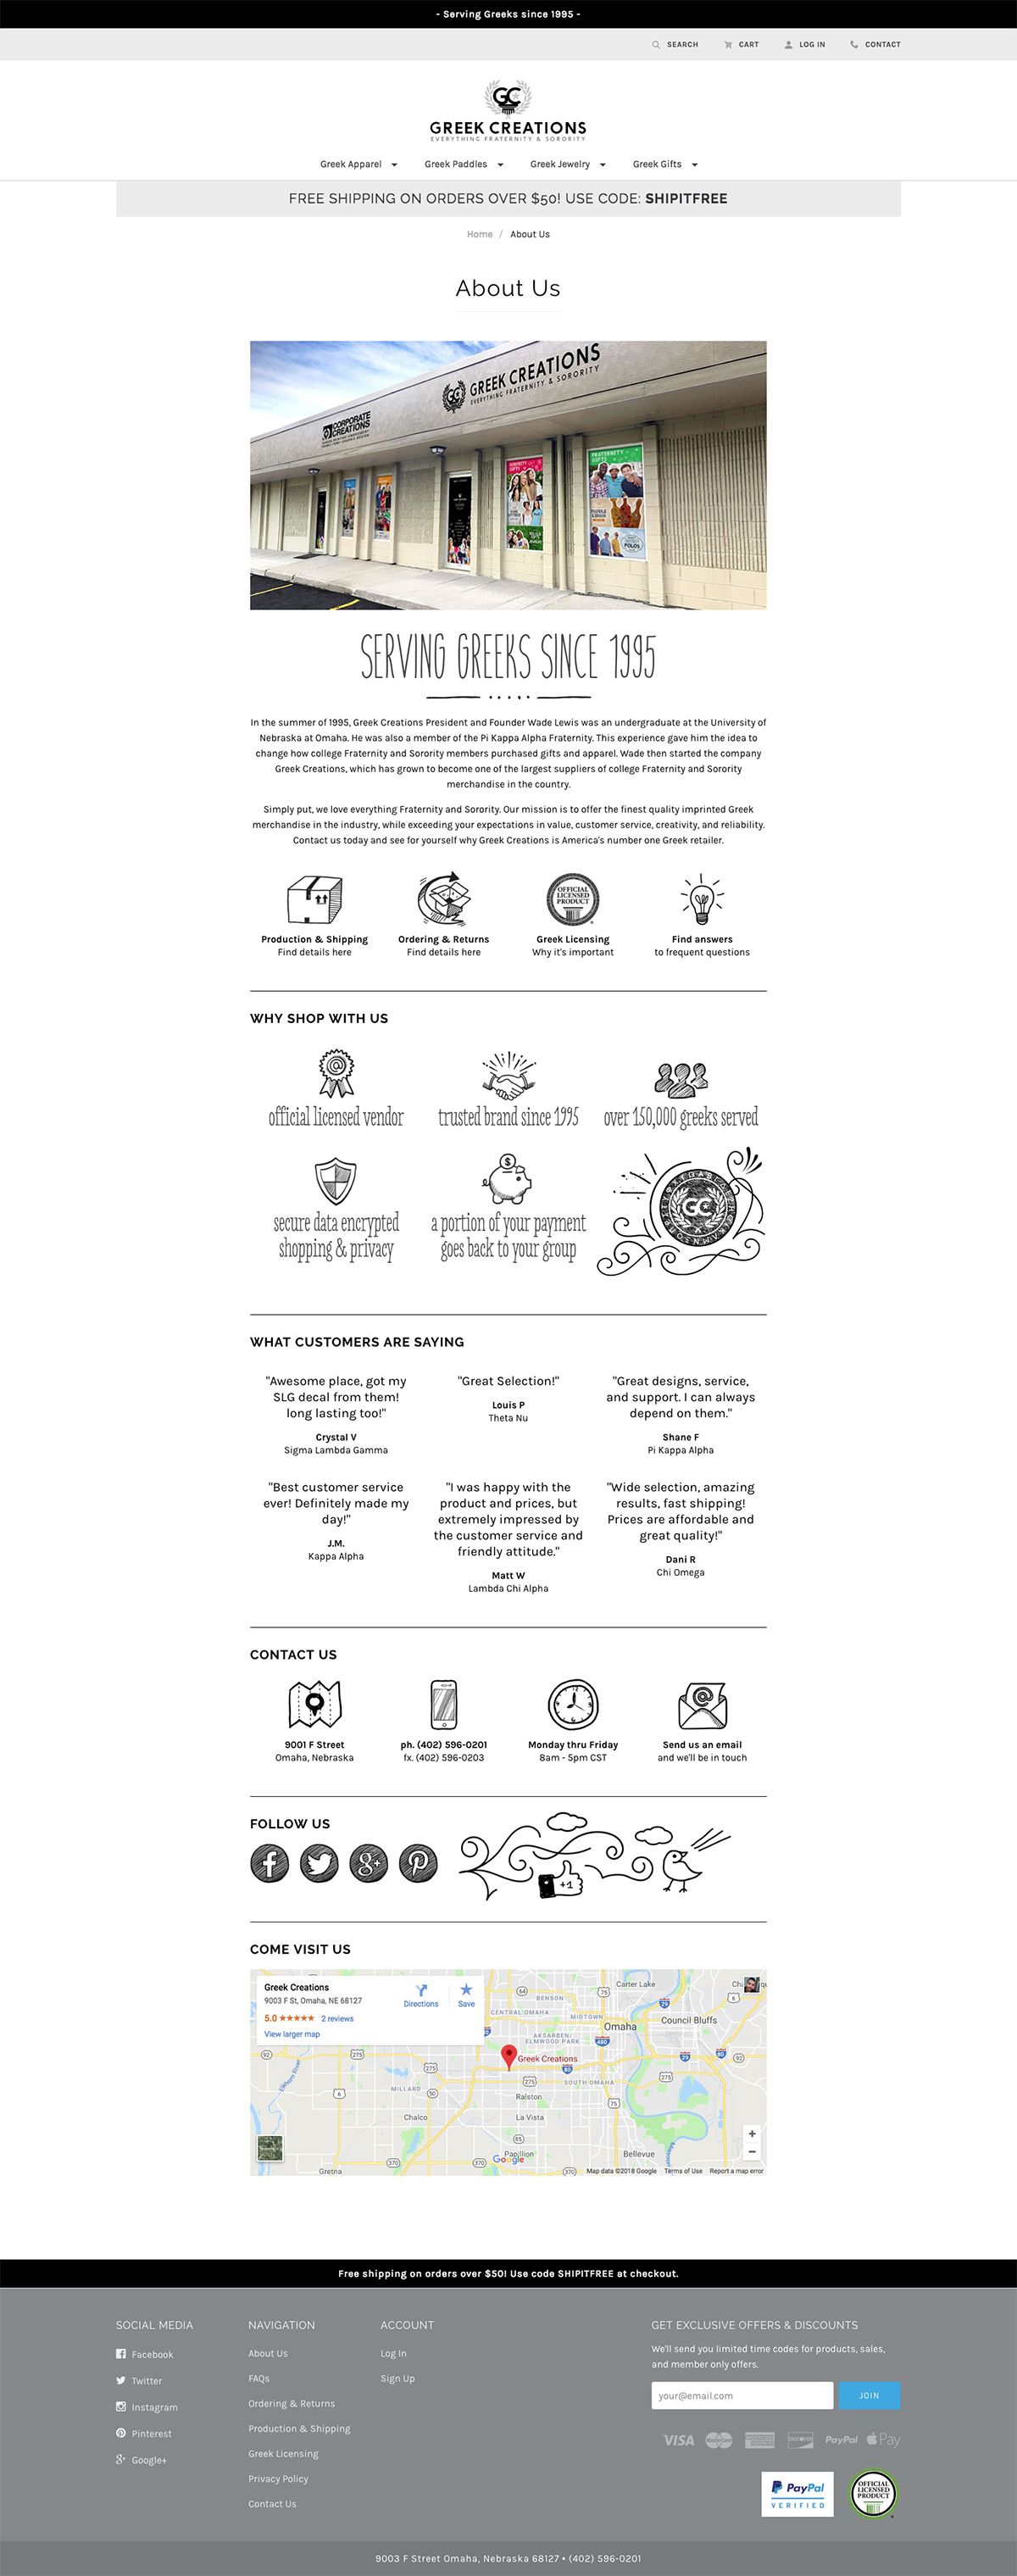 - Serving Greeks since 1995 -
SEARCH CART LOG IN CONTACT
GC
GREEK CREATIONS
EVERYTHING FRATERNITY & SORORITY
Greek Apparel Greek Paddles Greek Jewelry Greek Gifts
FREE SHIPPING ON ORDERS OVER $50! USE CODE: SHIPITFREE
Home / About Us
About Us
GREEK CREATIONS
EVERYTHING FRATERNITY & SORORITY
CORPORATE
CREATIONS
SORORITY
GIFTS
FRATERNITY
GIFTS
POLOS
SERVING GREEKS SINCE 1995
In the summer of 1995, Greek Creations President and Founder Wade Lewis was an undergraduate at the University of
Nebraska at Omaha. He was also a member of the Pi Kappa Alpha Fraternity. This experience gave him the idea to
change how college Fraternity and Sorority members purchased gifts and apparel. Wade then started the company
Greek Creations, which has grown to become one of the largest suppliers of college Fraternity and Sorority
merchandise in the country.
Simply put, we love everything Fraternity and Sorority. Our mission is to offer the finest quality imprinted Greek
merchandise in the industry, while exceeding your expectations in value, customer service, creativity, and reliability.
Contact us today and see for yourself why Greek Creations is America's number one Greek retailer.
OFFICIAL
LICENSED
PRODUCT
Production & Shipping Ordering & Returns Greek Licensing Find answers
Find details here Find details here Why it's important to frequent questions
WHY SHOP WITH US
@
official licensed vendor trusted brand since 1995 over 150,000 greeks served
$
GC
secure data encrypted a portion of your payment
shopping & privacy goes back to your group
WHAT CUSTOMERS ARE SAYING
"Awesome place, got my
SLG decal from them!
long lasting too!"
Crystal V
Sigma Lambda Gamma
"Great Selection!"
Louis P
Theta Nu
"Great designs, service,
and support. I can always
depend on them."
Shane F
Pi Kappa Alpha
"Best customer service
ever! Definitely made my
day!"
J.M.
Kappa Alpha
"I was happy with the
product and prices, but
extremely impressed by
the customer service and
friendly attitude."
Matt W
Lambda Chi Alpha
"Wide selection, amazing
results, fast shipping!
Prices are affordable and
great quality!"
Dani R
Chi Omega
CONTACT US
@
9001 F Street ph. (402) 596-0201 Monday thru Friday Send us an email
Omaha, Nebraska fx. (402) 596-0203 8am - 5pm CST and we'll be in touch
FOLLOW US
f g+ P
+1
COME VISIT US
Greek Creations
9003 F St, Omaha, NE 68127
5.0 ★★★★★ 2 reviews
View larger map
Directions Save
Carter Lake
BENSON
CENTRAL OMAHA
MIDTOWN
Omaha
Council Bluffs
AKSARBEN/
ELMWOOD PARK
Greek Creations
SOUTH OMAHA
Elkhorn River
MILLARD
Ralston
Chalco
La Vista
Papillion
Bellevue
Gretna
Google
Map data ©2018 Google Terms of Use Report a map error
Free shipping on orders over $50! Use code SHIPITFREE at checkout.
SOCIAL MEDIA
Facebook
Twitter
Instagram
Pinterest
Google+
NAVIGATION
About Us
FAQs
Ordering & Returns
Production & Shipping
Greek Licensing
Privacy Policy
Contact Us
ACCOUNT
Log In
Sign Up
GET EXCLUSIVE OFFERS & DISCOUNTS
We'll send you limited time codes for products, sales,
and member only offers.
your@email.com JOIN
VISA MasterCard AMERICAN EXPRESS DISCOVER PayPal Pay
PayPal
VERIFIED
OFFICIAL
LICENSED
PRODUCT
9003 F Street Omaha, Nebraska 68127 • (402) 596-0201